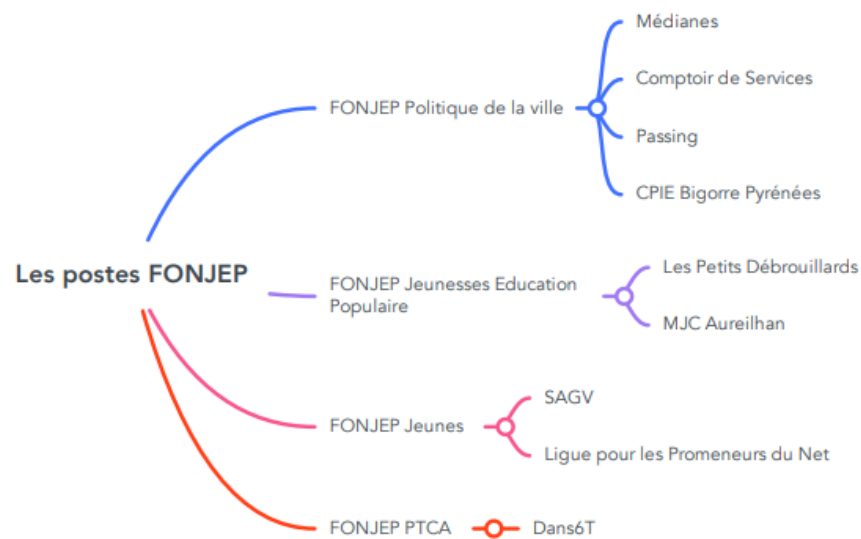 Les postes FONJEP
FONJEP Politique de la ville
Médianes
Comptoir de Services
Passing
CPIE Bigorre Pyrénées
FONJEP Jeunesses Education
Populaire
Les Petits Débrouillards
MJC Aureilhan
FONJEP Jeunes
SAGV
Ligue pour les Promeneurs du Net
FONJEP PTCA
Dans6T